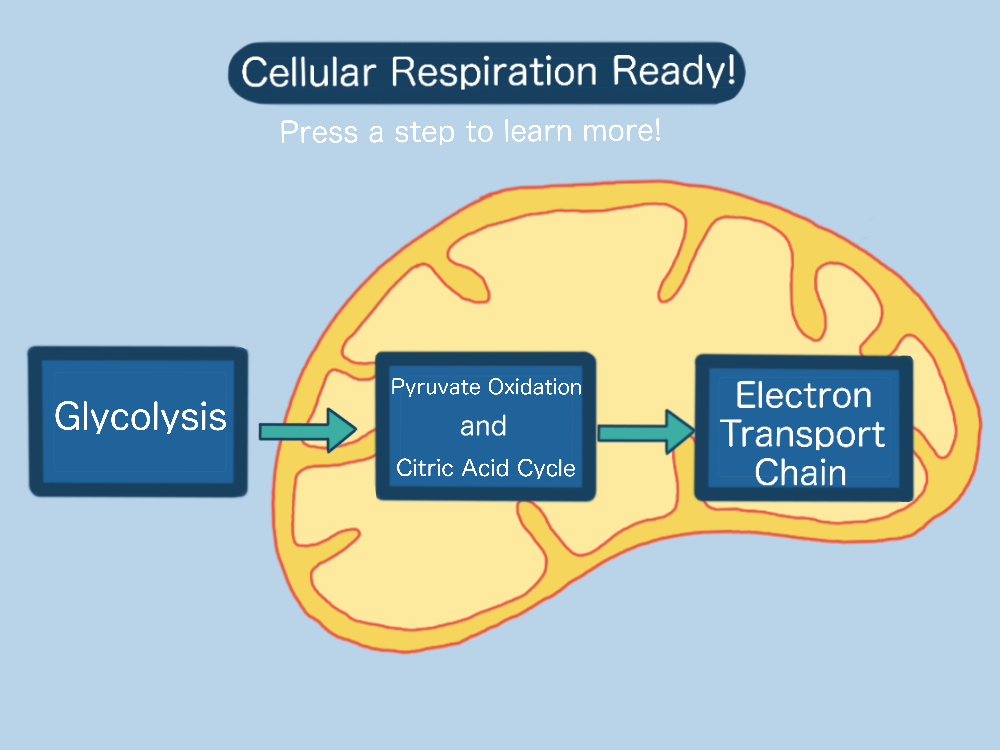 Cellular Respiration Ready!
Press a step to learn more!
Glycolysis
Pyruvate Oxidation
and
Citric Acid Cycle
Electron
Transport
Chain